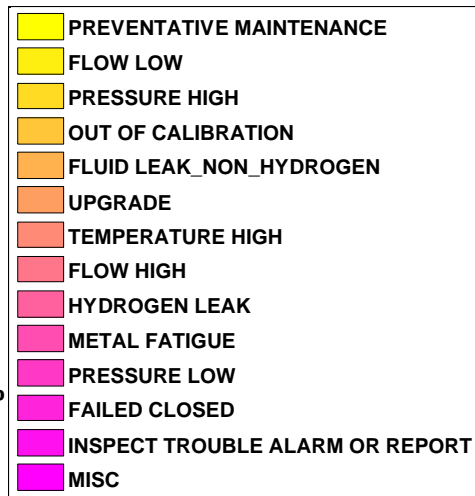 PREVENTATIVE MAINTENANCE
FLOW LOW
PRESSURE HIGH
OUT OF CALIBRATION
FLUID LEAK_NON_HYDROGEN
UPGRADE
TEMPERATURE HIGH
FLOW HIGH
HYDROGEN LEAK
METAL FATIGUE
PRESSURE LOW
FAILED CLOSED
INSPECT TROUBLE ALARM OR REPORT
MISC